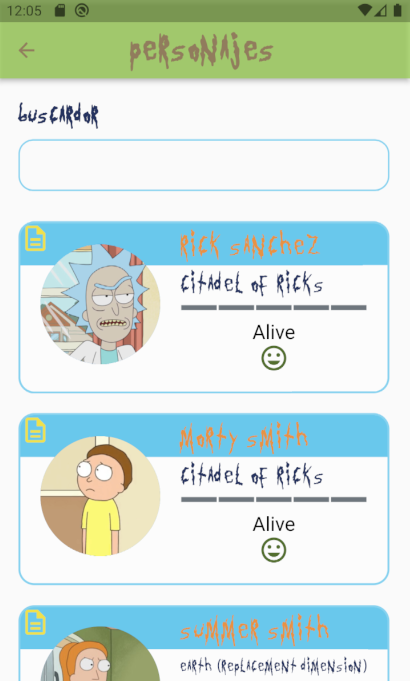 12:05
Personajes
Buscardor
Rick Sanchez
Citadel of Ricks
Alive
Morty Smith
Citadel of Ricks
Alive
Summer Smith
Earth (Replacement Dimension)